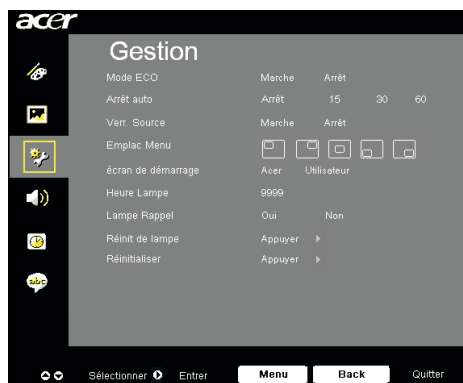 acer
Gestion
Mode ECO Marche Arrêt
Arrêt auto Arrêt 15 30 60
Verr. Source Marche Arrêt
Emplac Menu
écran de démarrage Acer Utilisateur
Heure Lampe 9999
Lampe Rappel Oui Non
Réinit de lampe Appuyer
Réinitialiser Appuyer
abc
Sélectionner Entrer Menu Back Quitter